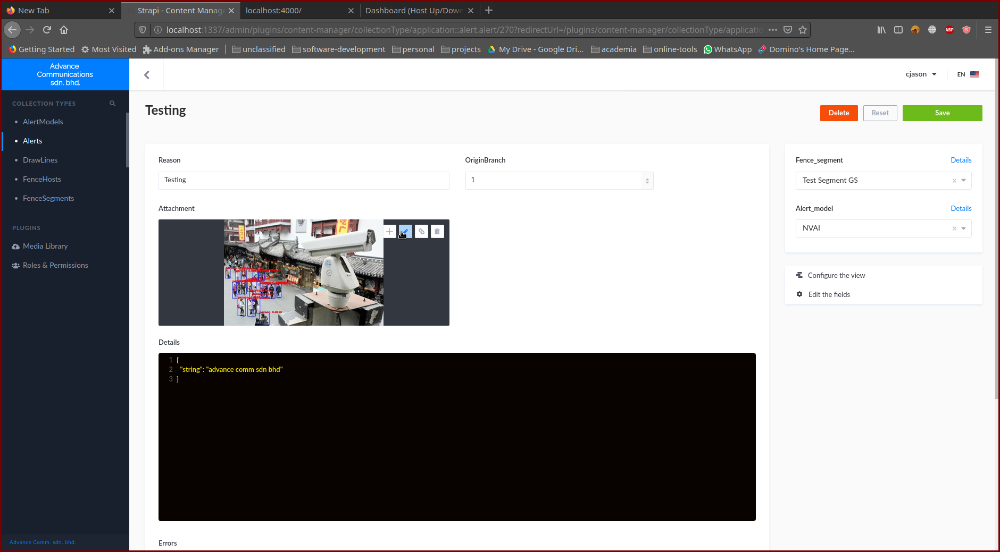 New Tab
Strapi - Content Manage
localhost:4000/
Dashboard (Host Up/Down
localhost:1337/admin/plugins/content-manager/collectionType/application::alert.alert/270?redirectUrl=/plugins/content-manager/collectionType/applicatio
Getting Started
Most Visited
Add-ons Manager
unclassified
software-development
personal
projects
My Drive - Google Dri...
academia
online-tools
WhatsApp
Domino's Home Page...
ABP
Advance
Communications
sdn. bhd.
cjason
EN
COLLECTION TYPES
AlertModels
Alerts
DrawLines
FenceHosts
FenceSegments
PLUGINS
Media Library
Roles & Permissions
Advance Comm. sdn. bhd.
Testing
Delete
Reset
Save
Reason
Testing
OriginBranch
1
Attachment
Details
1 {
2 "string": "advance comm sdn bhd"
3 }
Errors
Fence_segment
Details
Test Segment GS
Alert_model
Details
NVAI
Configure the view
Edit the fields